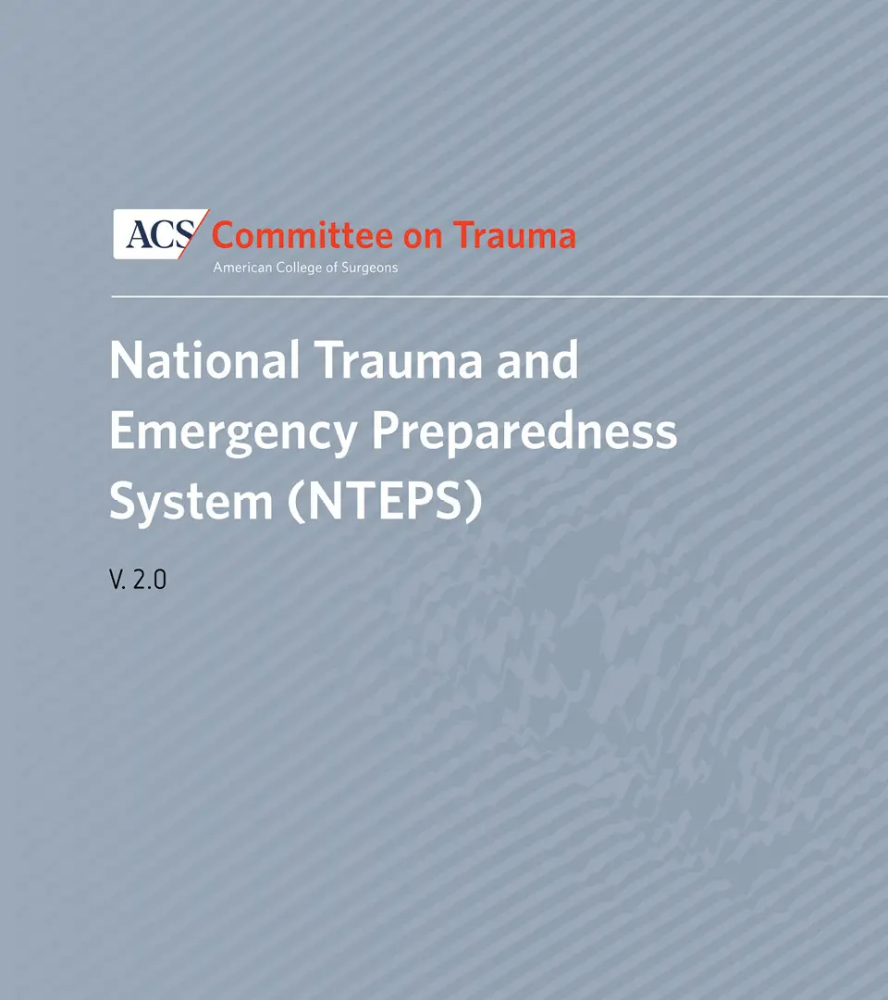 ACS Committee on Trauma
American College of Surgeons
National Trauma and
Emergency Preparedness
System (NTEPS)
V. 2.0